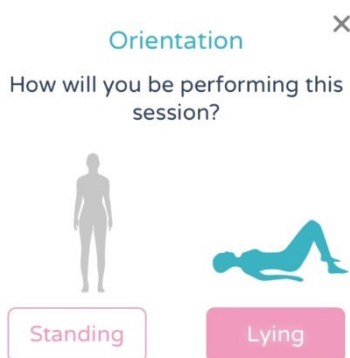 Orientation
How will you be performing this
session?
Standing
Lying